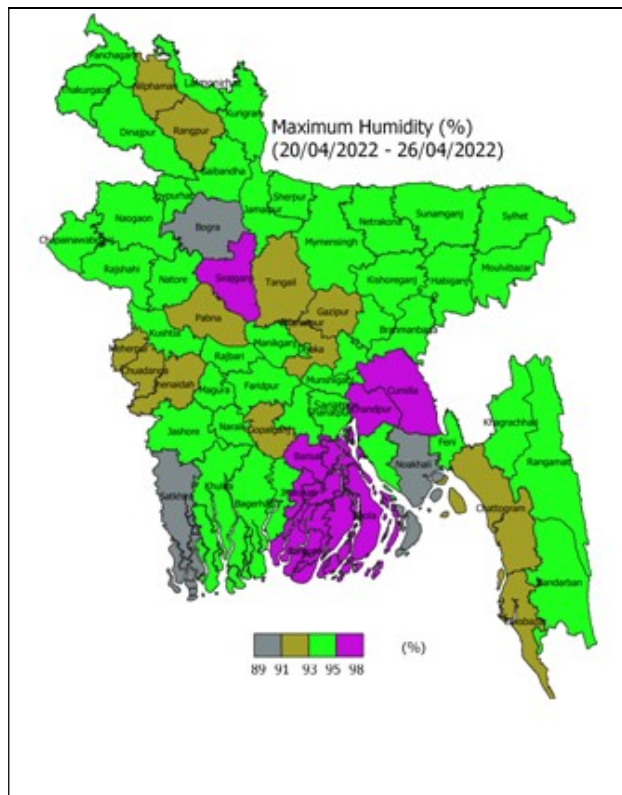 Panchagarh
Nilphamari
Lalmonirhat
Thakurgaon
Kurigram
Dinajpur
Rangpur
Maximum Humidity (%)
(20/04/2022 - 26/04/2022)
Gaibandha
Joypurhat
Sherpur
Jamalpur
Naogaon
Bogra
Netrakona
Sunamganj
Sylhet
Mymensingh
Chapainawabganj
Rajshahi
Natore
Sirajganj
Tangail
Kishoreganj
Habiganj
Moulvibazar
Pabna
Gazipur
Kushtia
Brahmanbaria
Meherpur
Rajbari
Manikganj
Dhaka
Chuadanga
Jhenaidah
Magura
Faridpur
Munshiganj
Cumilla
Chandpur
Khagrachhari
Jashore
Narail
Gopalganj
Feni
Rangamati
Barisal
Noakhali
Satkhira
Khulna
Bagerhat
Bhola
Chattogram
Bandarban
(%)
89 91 93 95 98